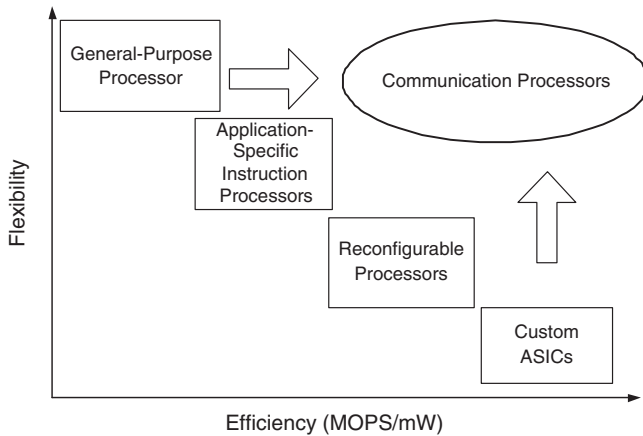 General-Purpose
Processor
Communication Processors
Application-
Specific
Instruction
Processors
Flexibility
Reconfigurable
Processors
Custom
ASICs
Efficiency (MOPS/mW)